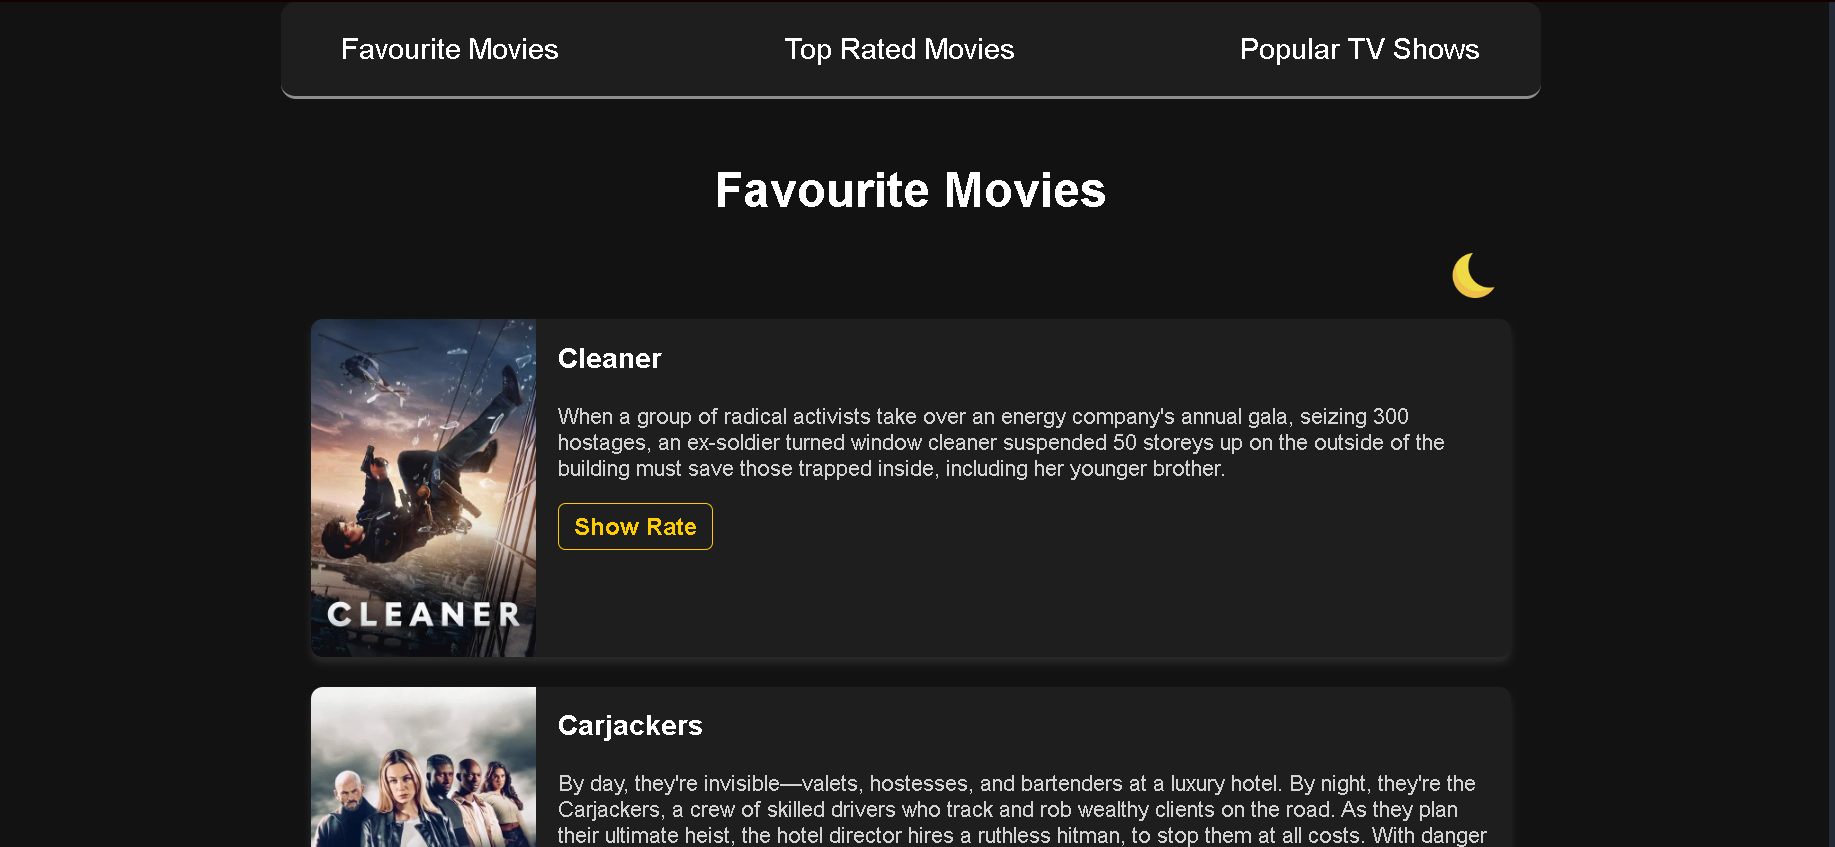 Favourite Movies
Top Rated Movies
Popular TV Shows
Favourite Movies
CLEANER
Cleaner
When a group of radical activists take over an energy company's annual gala, seizing 300
hostages, an ex-soldier turned window cleaner suspended 50 storeys up on the outside of the
building must save those trapped inside, including her younger brother.
Show Rate
Carjackers
By day, they're invisible—valets, hostesses, and bartenders at a luxury hotel. By night, they're the
Carjackers, a crew of skilled drivers who track and rob wealthy clients on the road. As they plan
their ultimate heist, the hotel director hires a ruthless hitman, to stop them at all costs. With danger